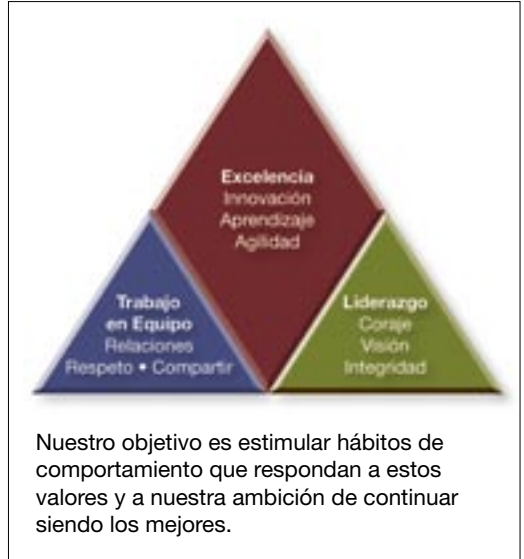 Excelencia
Innovación
Aprendizaje
Agilidad
Trabajo
en Equipo
Relaciones
Respeto • Compartir
Liderazgo
Coraje
Visión
Integridad
Nuestro objetivo es estimular hábitos de
comportamiento que respondan a estos
valores y a nuestra ambición de continuar
siendo los mejores.